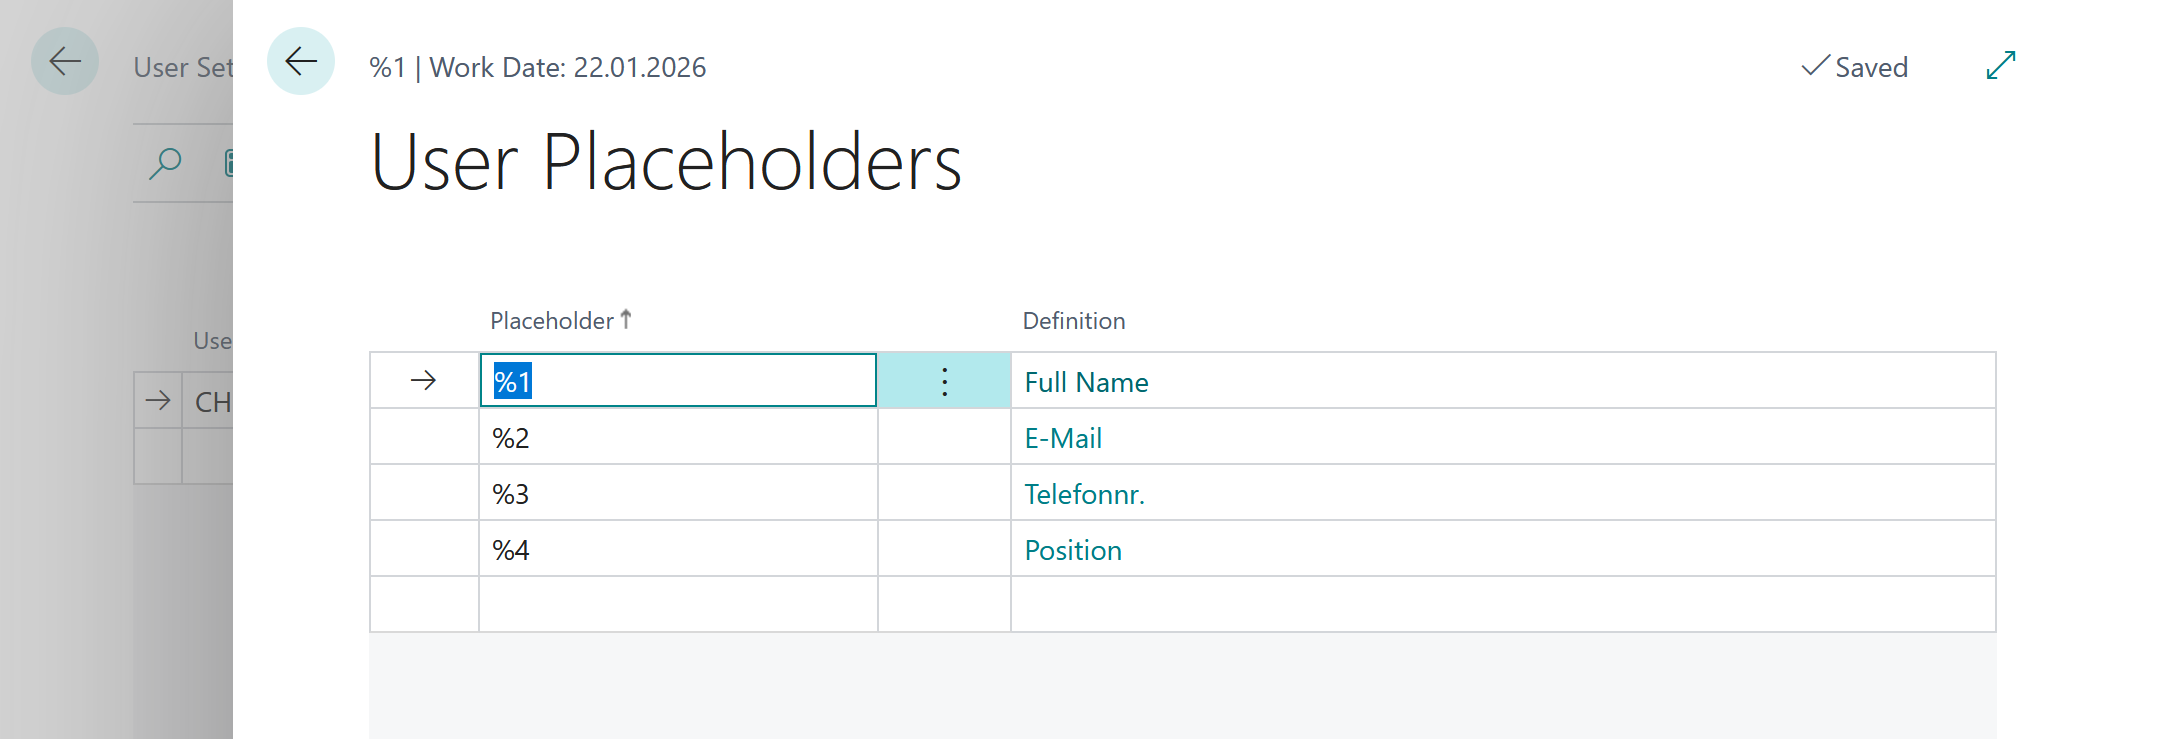 User Set
%1 | Work Date: 22.01.2026
Saved
User Placeholders
Use
CH
Placeholder
Definition
%1
Full Name
%2
E-Mail
%3
Telefonnr.
%4
Position